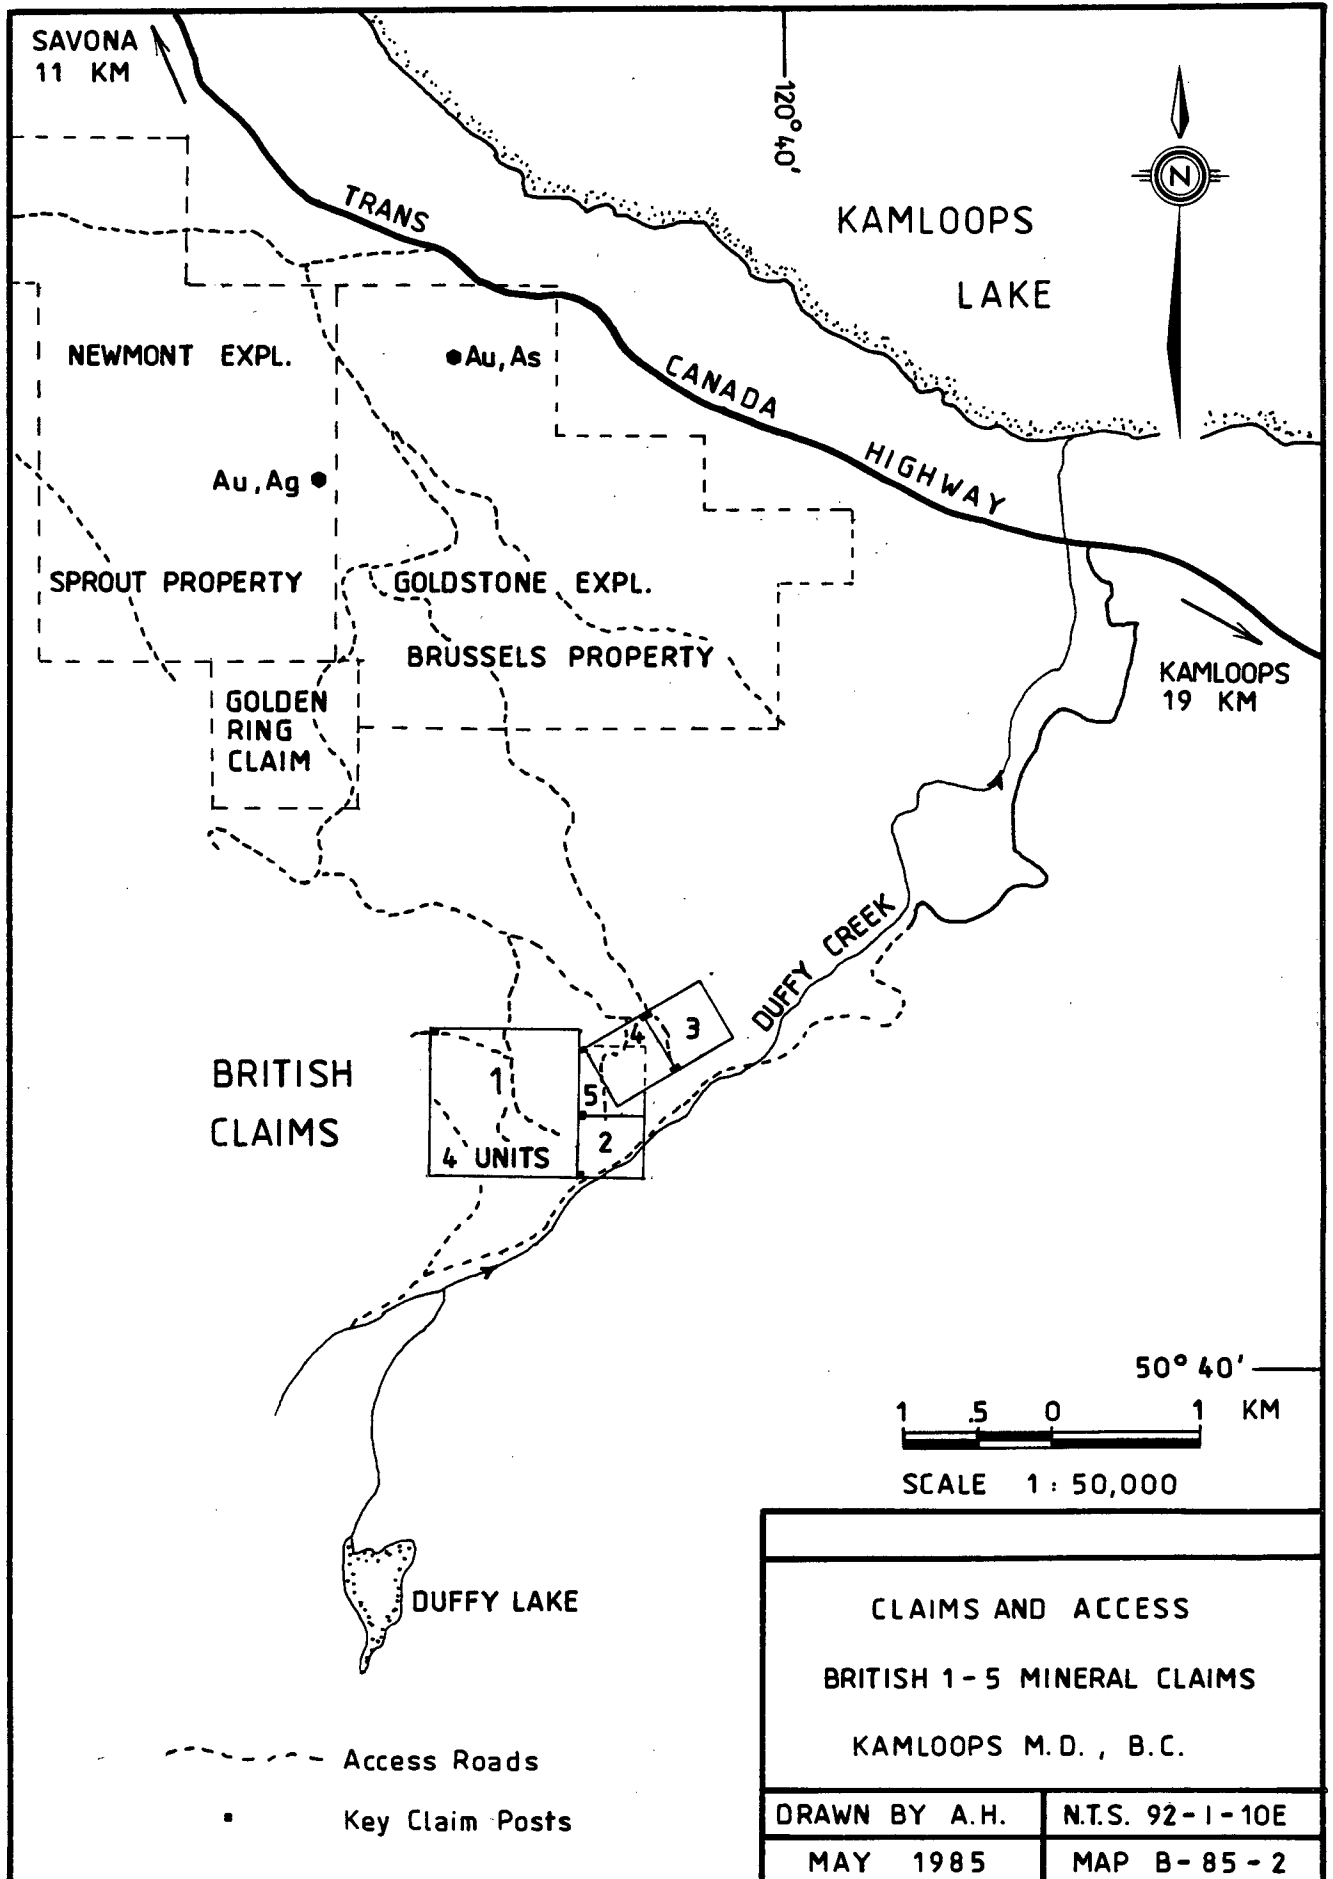 SAVONA
11 KM
120° 40'
N
TRANS
CANADA
HIGHWAY
KAMLOOPS
LAKE
NEWMONT EXPL.
Au, As
Au, Ag
SPROUT PROPERTY
GOLDSTONE EXPL.
BRUSSELS PROPERTY
GOLDEN
RING
CLAIM
KAMLOOPS
19 KM
DUFFY CREEK
BRITISH
CLAIMS
1
4 UNITS
4
3
5
2
50° 40'
1 .5 0 1 KM
SCALE 1 : 50,000
DUFFY LAKE
Access Roads
Key Claim Posts
CLAIMS AND ACCESS
BRITISH 1 - 5 MINERAL CLAIMS
KAMLOOPS M.D. , B.C.
DRAWN BY A.H.
N.T.S. 92-I-10E
MAY 1985
MAP B-85-2